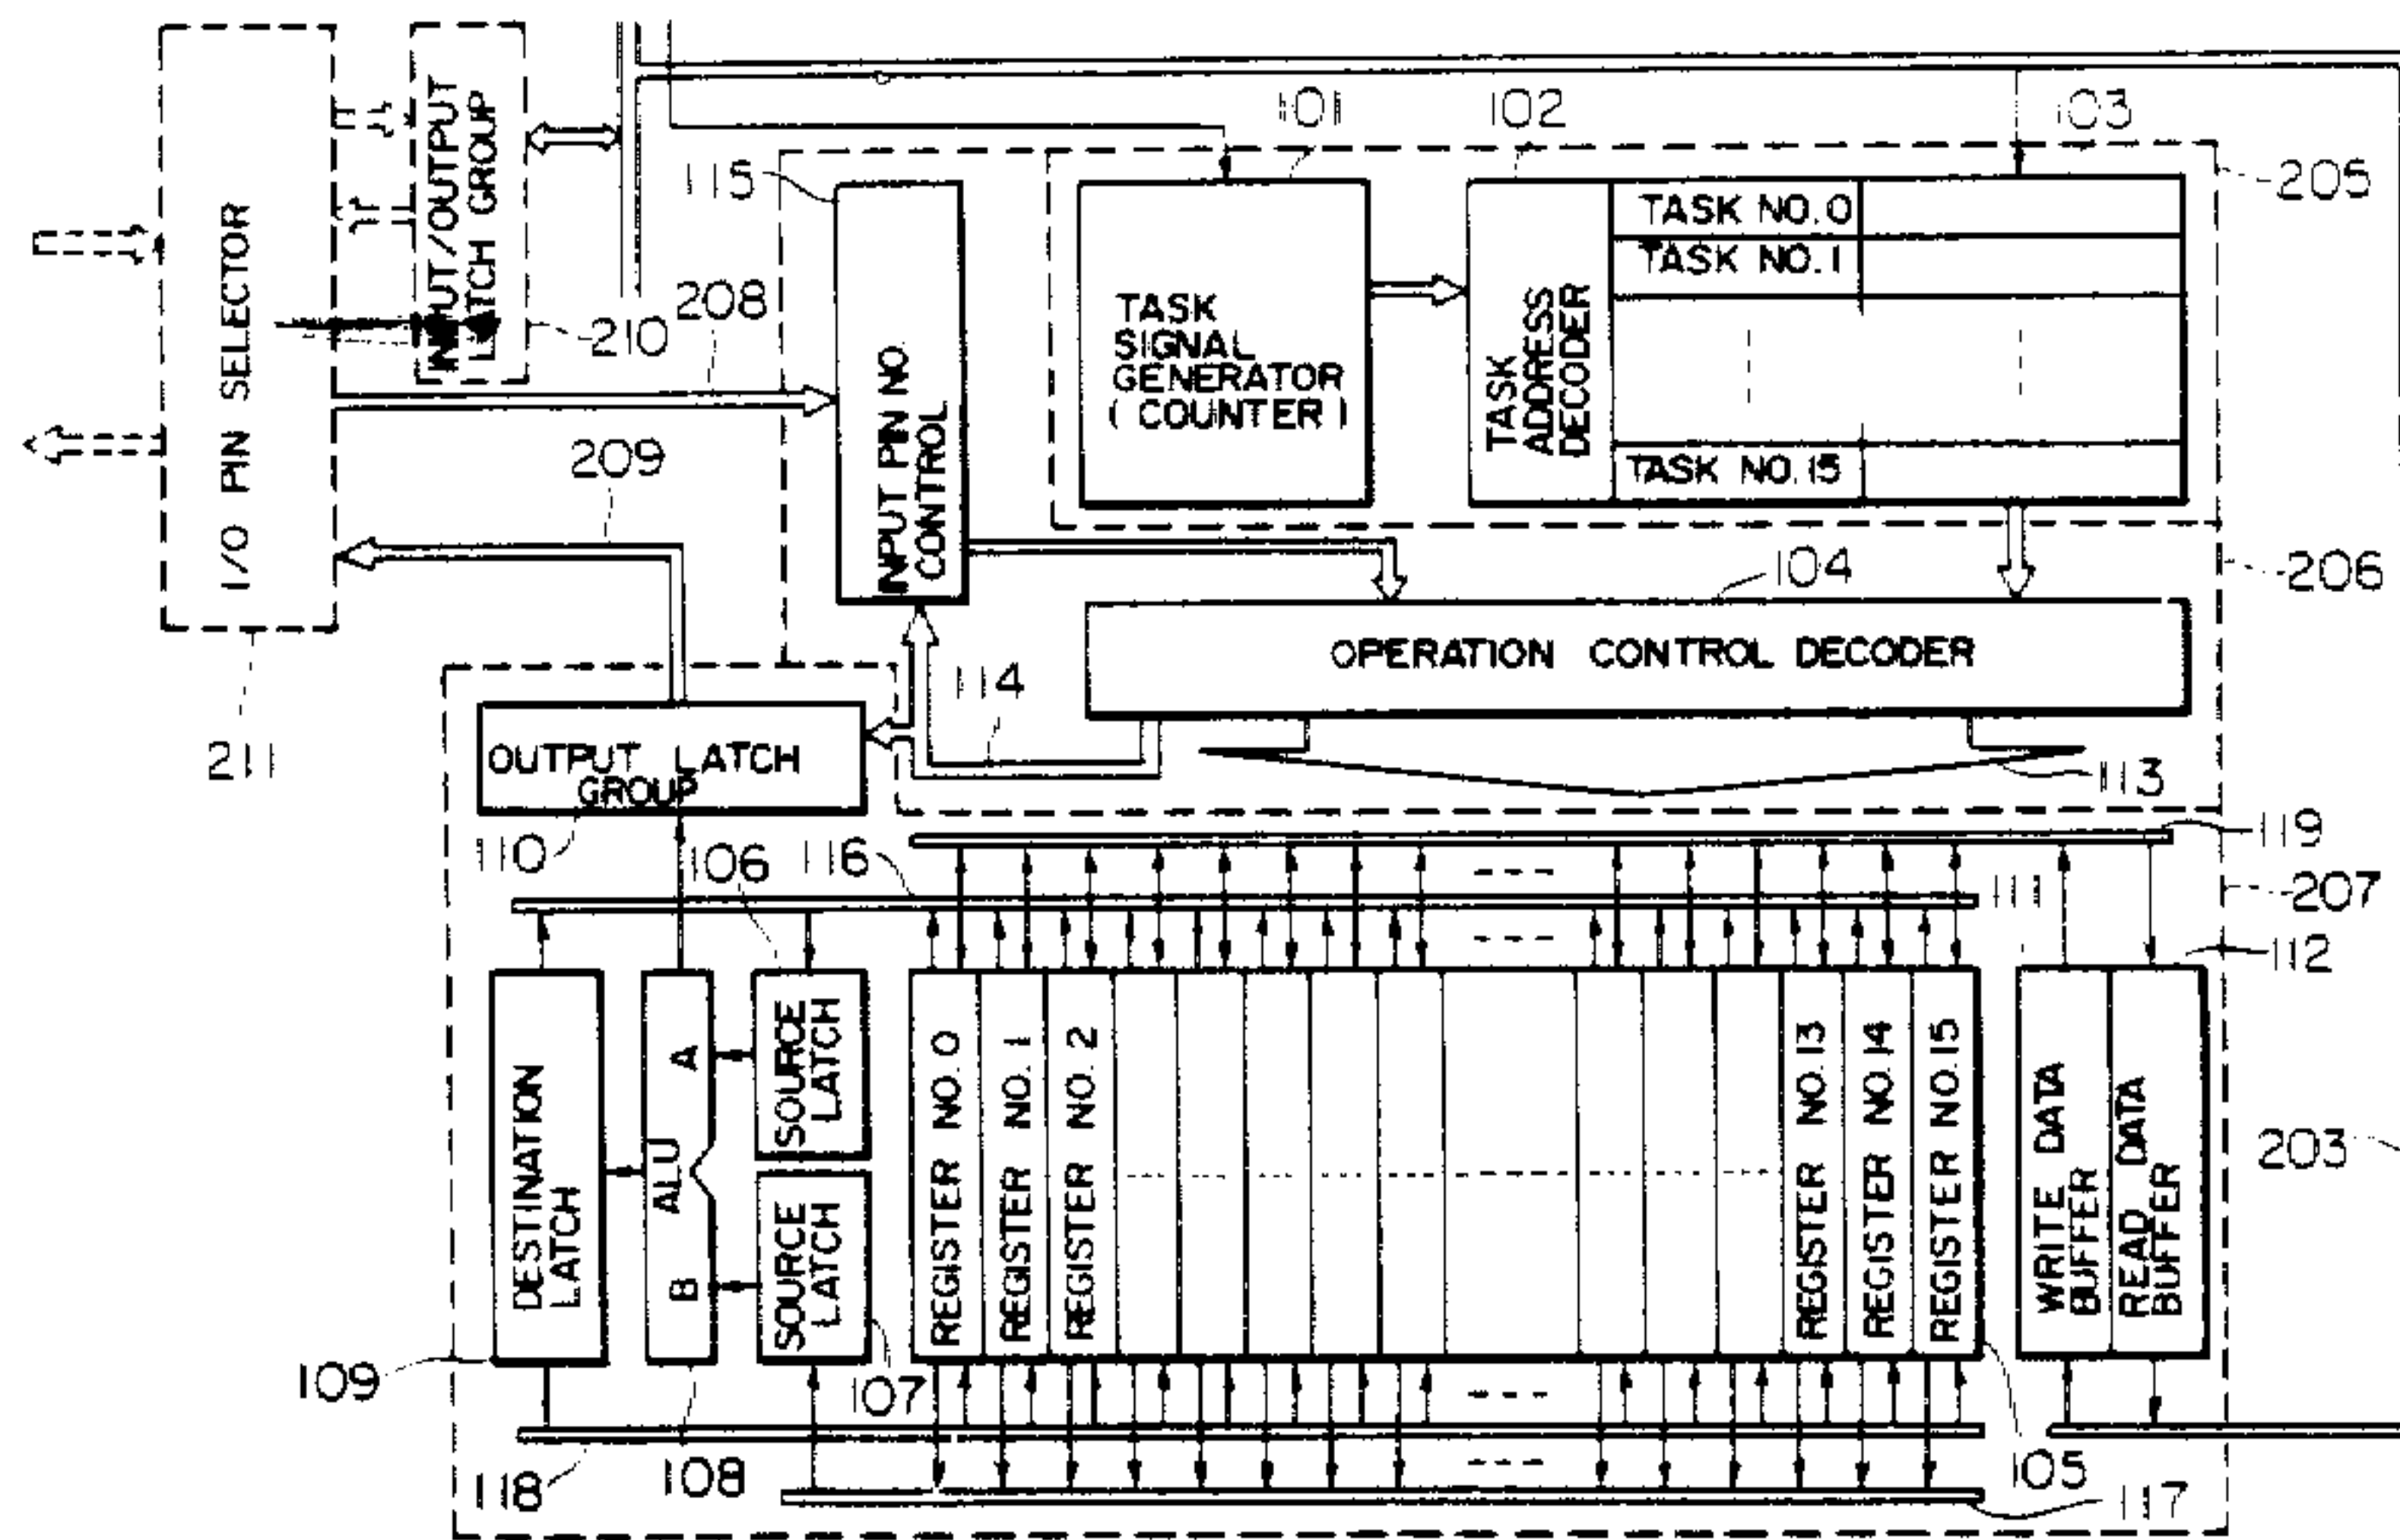 101
102
103
115
205
INPUT/OUTPUT
LATCH GROUP
TASK NO. 0
TASK NO. 1
TASK NO. 15
208
210
I/O PIN SELECTOR
INPUT PIN NO.
CONTROL
TASK
SIGNAL
GENERATOR
(COUNTER)
TASK
ADDRESS
DECODER
209
104
206
OPERATION CONTROL DECODER
114
211
OUTPUT LATCH
GROUP
113
110
106
116
119
111
207
112
DESTINATION
LATCH
ALU
A
B
SOURCE
LATCH
SOURCE
LATCH
REGISTER NO. 0
REGISTER NO. 1
REGISTER NO. 2
REGISTER NO. 13
REGISTER NO. 14
REGISTER NO. 15
WRITE DATA
BUFFER
READ DATA
BUFFER
203
109
107
118
108
105
117